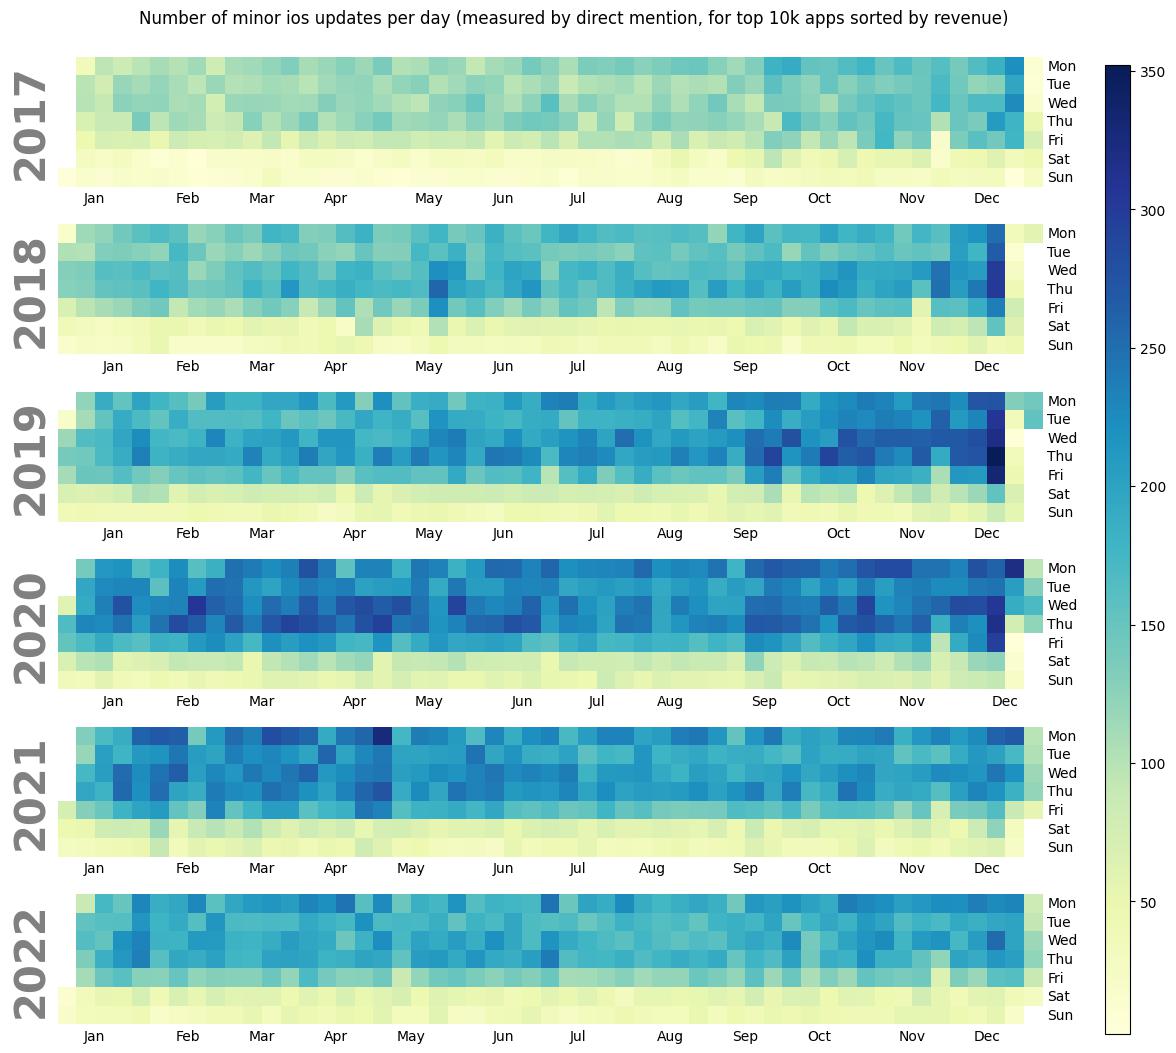 Number of minor ios updates per day (measured by direct mention, for top 10k apps sorted by revenue)
2017
Mon
Tue
Wed
Thu
Fri
Sat
Sun
Jan Feb Mar Apr May Jun Jul Aug Sep Oct Nov Dec
2018
Mon
Tue
Wed
Thu
Fri
Sat
Sun
Jan Feb Mar Apr May Jun Jul Aug Sep Oct Nov Dec
2019
Mon
Tue
Wed
Thu
Fri
Sat
Sun
Jan Feb Mar Apr May Jun Jul Aug Sep Oct Nov Dec
2020
Mon
Tue
Wed
Thu
Fri
Sat
Sun
Jan Feb Mar Apr May Jun Jul Aug Sep Oct Nov Dec
2021
Mon
Tue
Wed
Thu
Fri
Sat
Sun
Jan Feb Mar Apr May Jun Jul Aug Sep Oct Nov Dec
2022
Mon
Tue
Wed
Thu
Fri
Sat
Sun
Jan Feb Mar Apr May Jun Jul Aug Sep Oct Nov Dec
350
300
250
200
150
100
50